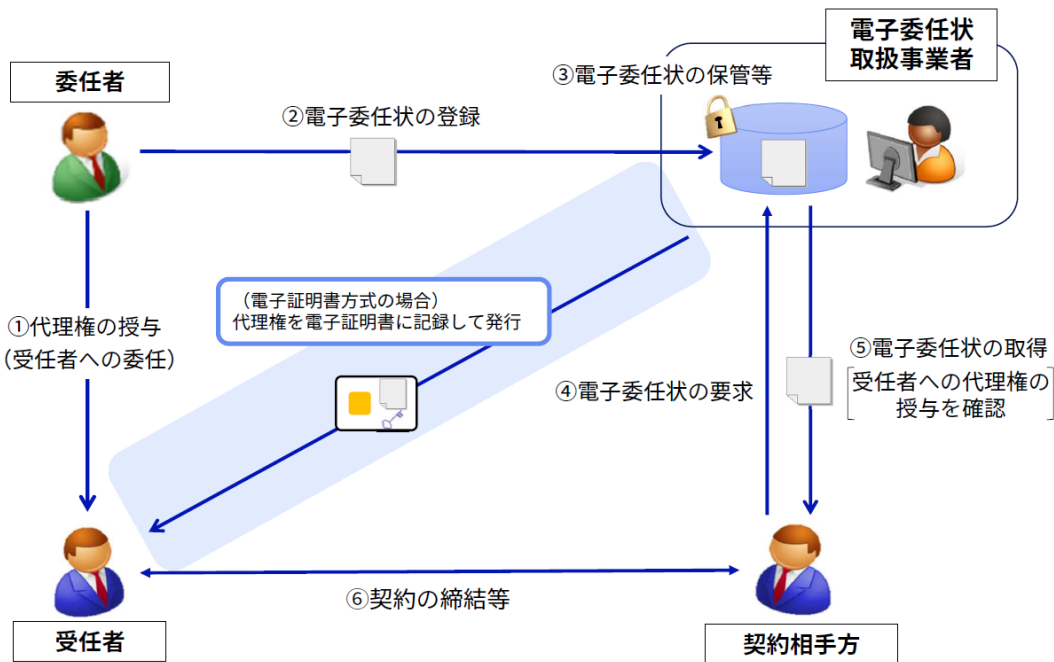 電子委任状
取扱事業者
委任者
③電子委任状の保管等
②電子委任状の登録
（電子証明書方式の場合）
代理権を電子証明書に記録して発行
①代理権の授与
（受任者への委任）
⑤電子委任状の取得
受任者への代理権の
授与を確認
④電子委任状の要求
⑥契約の締結等
受任者
契約相手方